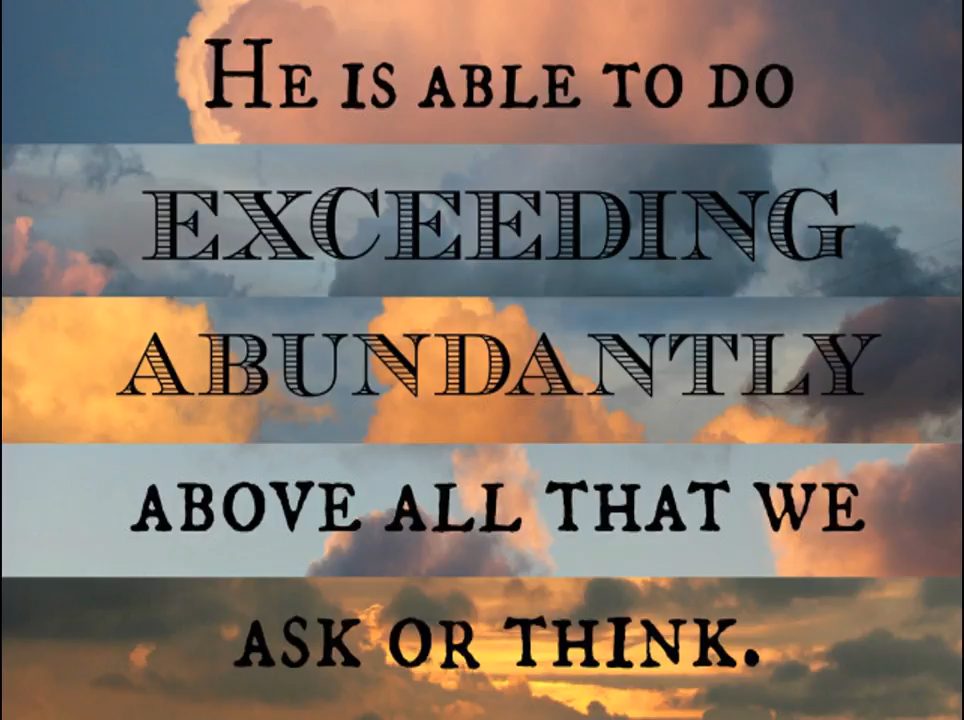 He is able to do
EXCEEDING
ABUNDANTLY
ABOVE ALL THAT WE
ASK OR THINK.